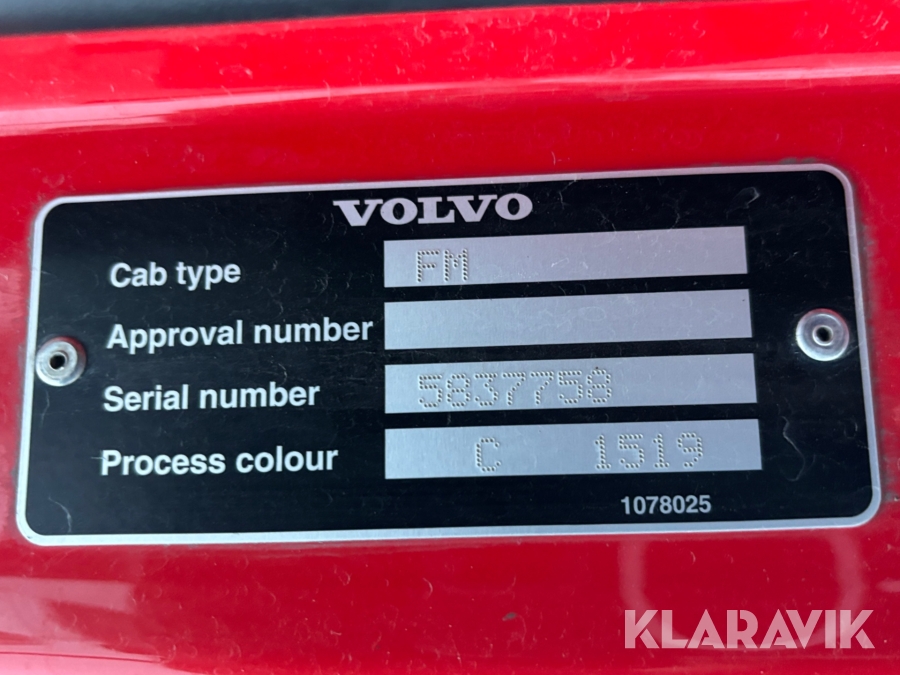 VOLVO
Cab type FM
Approval number
Serial number 5837758
Process colour C 1519
1078025
KLARAVIK